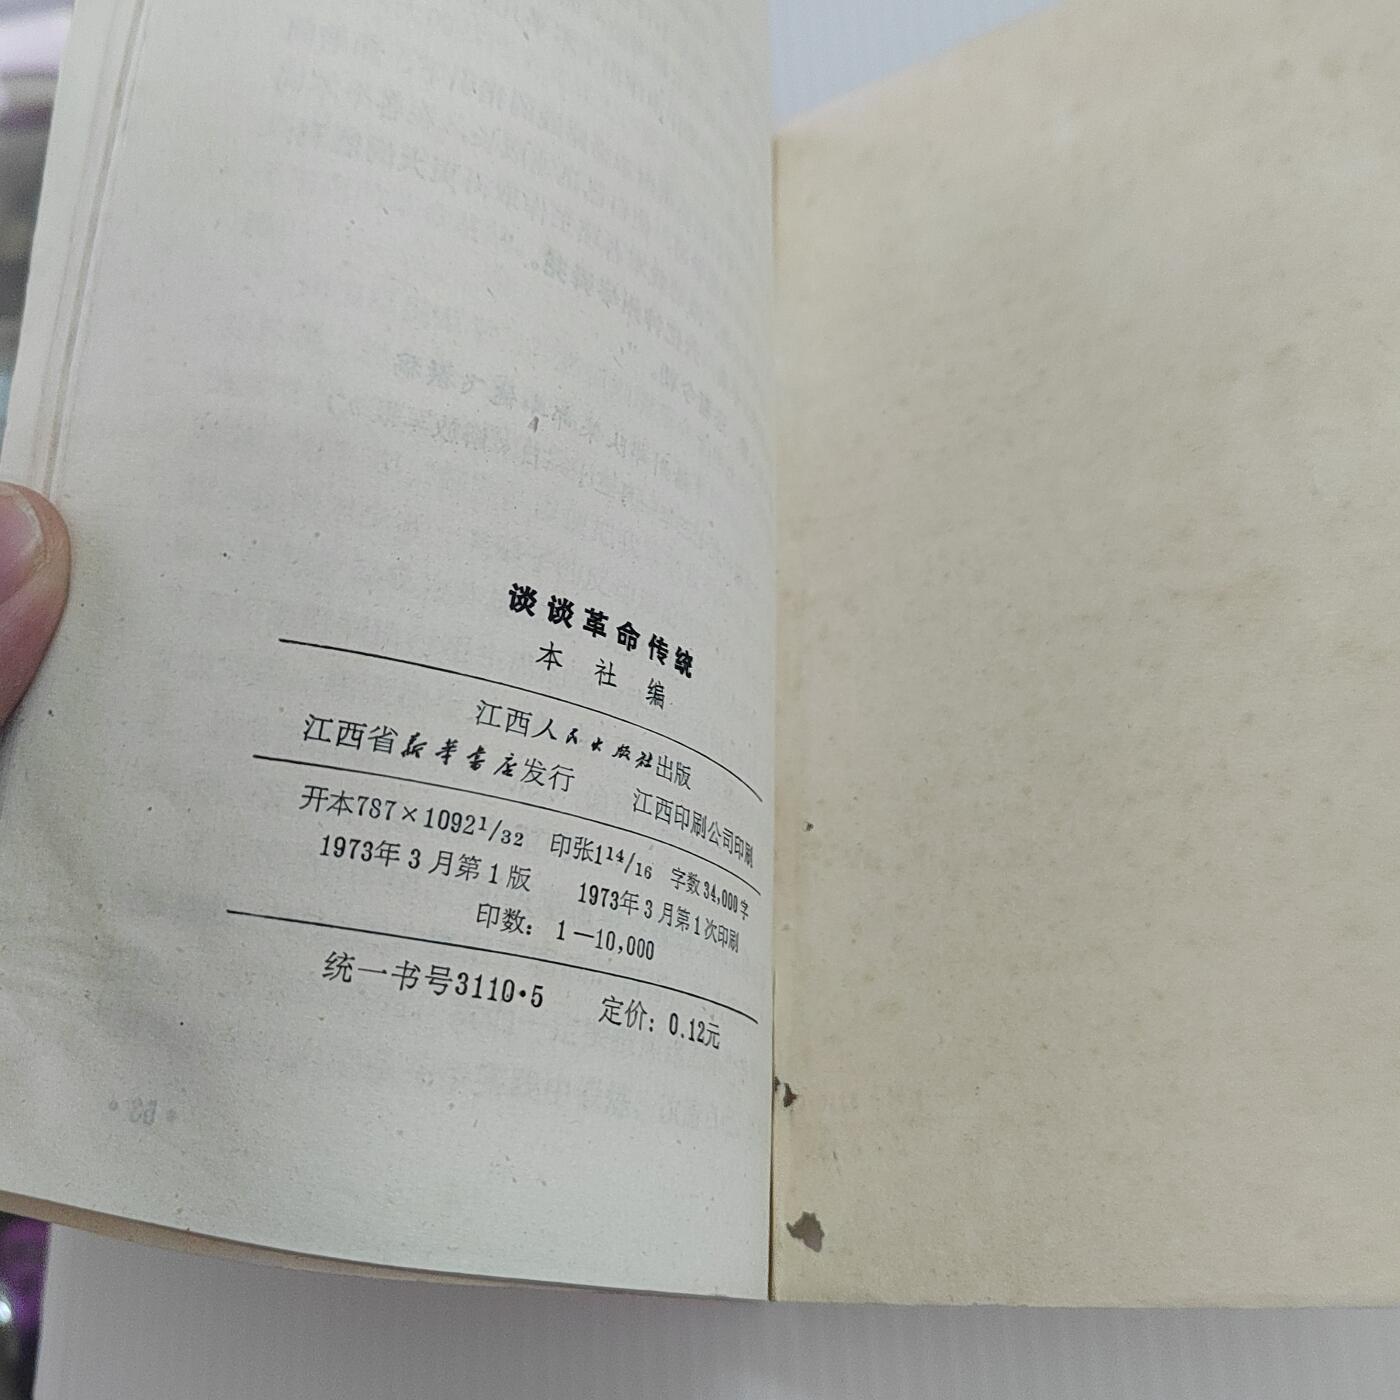 谈谈革命传统
本社编
江西人民出版社出版
江西省新华书店发行 江西印刷公司印刷
开本787×1092 1/32 印张1 14/16 字数34,000字
1973年3月第1版 1973年3月第1次印刷
印数：1—10,000
统一书号3110·5 定价：0.12元